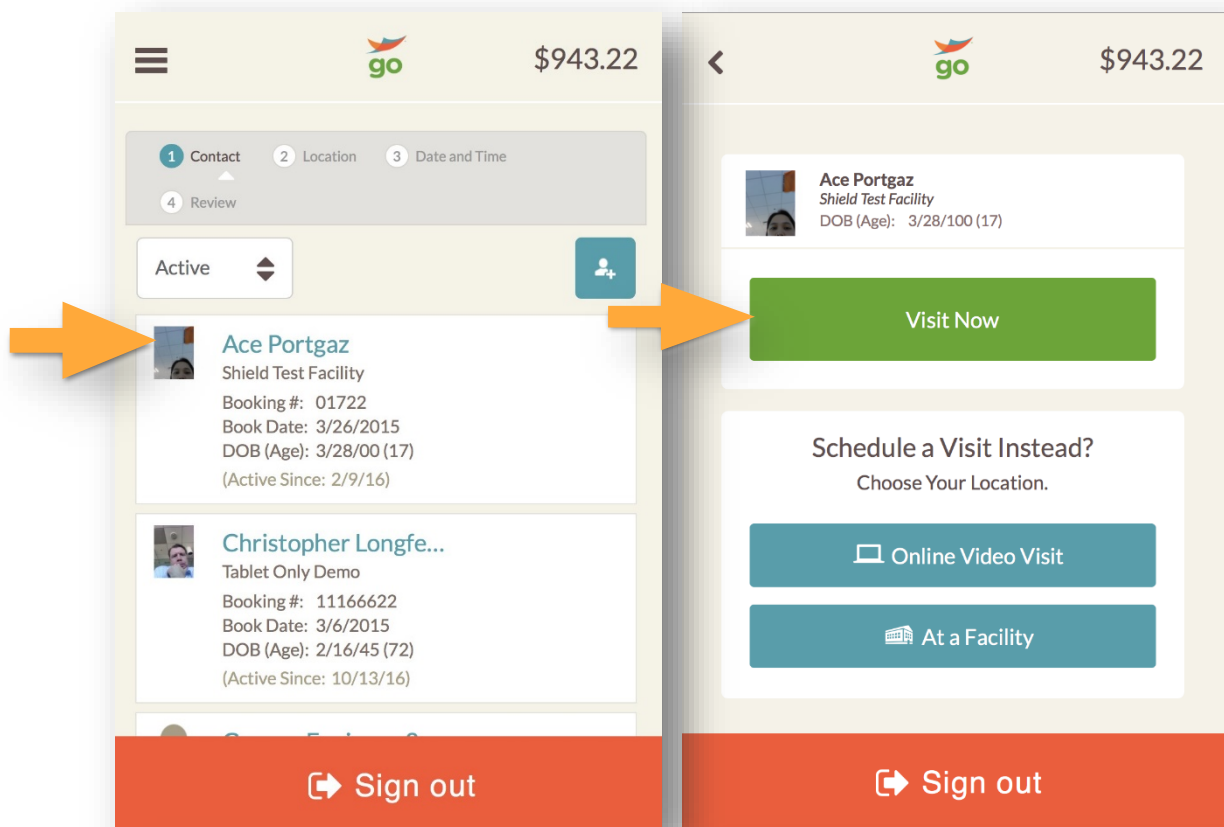 go
$943.22
1 Contact 2 Location 3 Date and Time
4 Review
Active
Ace Portgaz
Shield Test Facility
Booking #: 01722
Book Date: 3/26/2015
DOB (Age): 3/28/00 (17)
(Active Since: 2/9/16)
Christopher Longfe...
Tablet Only Demo
Booking #: 11166622
Book Date: 3/6/2015
DOB (Age): 2/16/45 (72)
(Active Since: 10/13/16)
Sign out
go
$943.22
Ace Portgaz
Shield Test Facility
DOB (Age): 3/28/100 (17)
Visit Now
Schedule a Visit Instead?
Choose Your Location.
Online Video Visit
At a Facility
Sign out